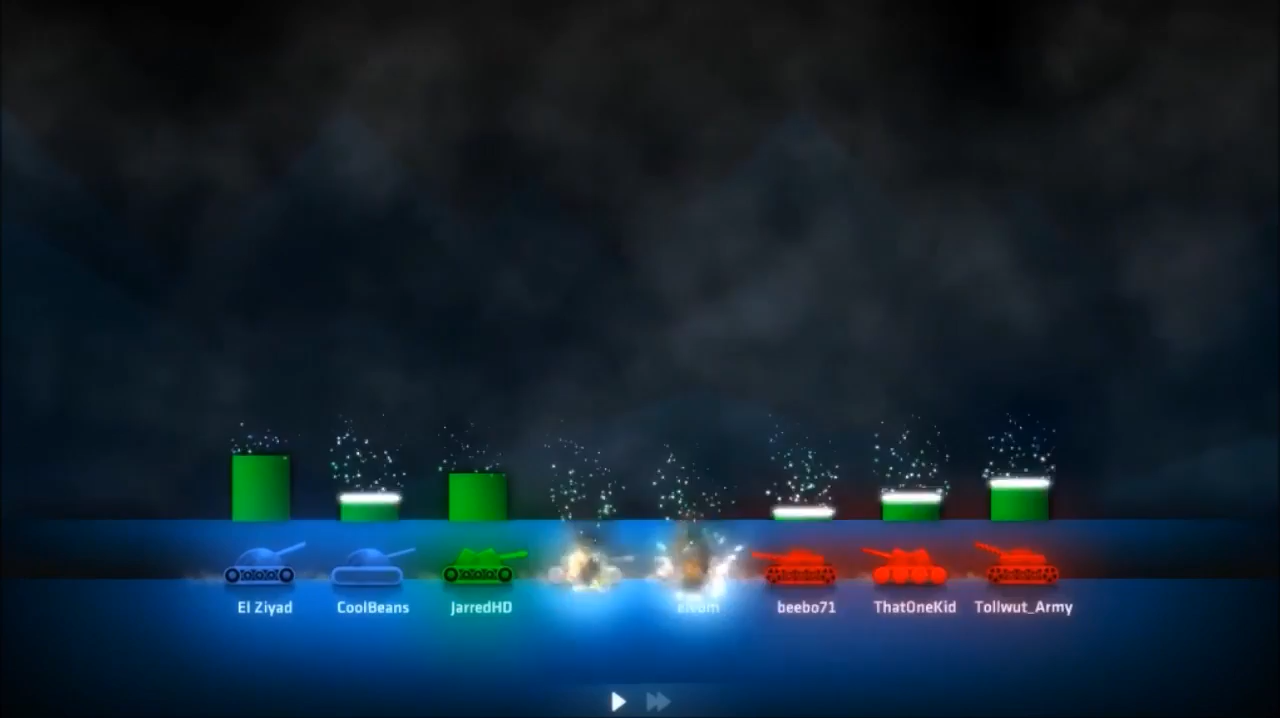 El Ziyad
CoolBeans
JarredHD
beebo71
ThatOneKid
Tollwut_Army